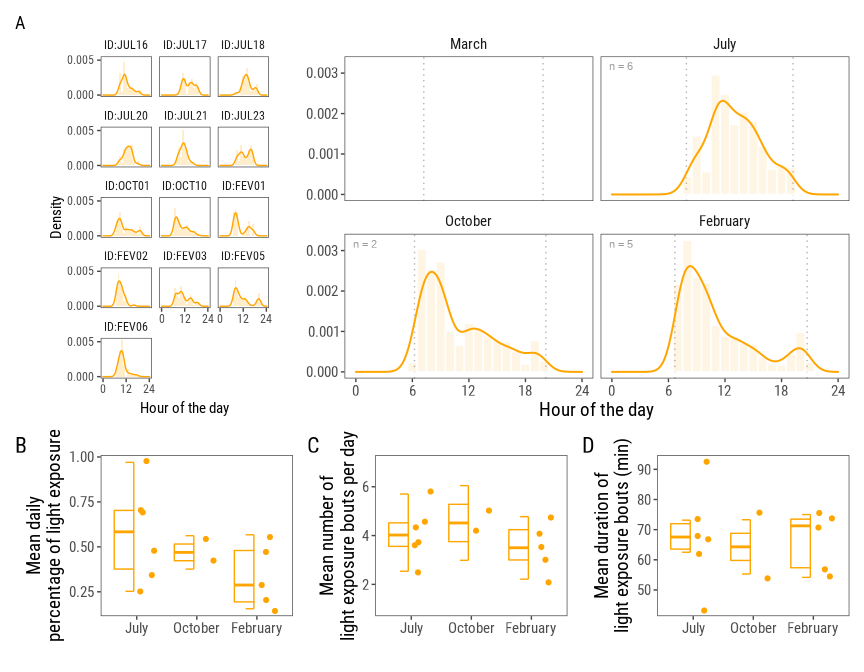 A
ID:JUL16 ID:JUL17 ID:JUL18
0.005
0.000
ID:JUL20 ID:JUL21 ID:JUL23
0.005
0.000
ID:OCT01 ID:OCT10 ID:FEV01
0.005
0.000
ID:FEV02 ID:FEV03 ID:FEV05
0.005
0.000
0 12 24 0 12 24
ID:FEV06
0.005
0.000
0 12 24
Density
Hour of the day
March July
0.003
0.002
0.001
0.000
n = 6
October February
0.003
0.002
0.001
0.000
n = 2 n = 5
0 6 12 18 24 0 6 12 18 24
Hour of the day
B
Mean daily
percentage of light exposure
1.00
0.75
0.50
0.25
July October February
C
Mean number of
light exposure bouts per day
6
4
2
July October February
D
Mean duration of
light exposure bouts (min)
90
80
70
60
50
July October February